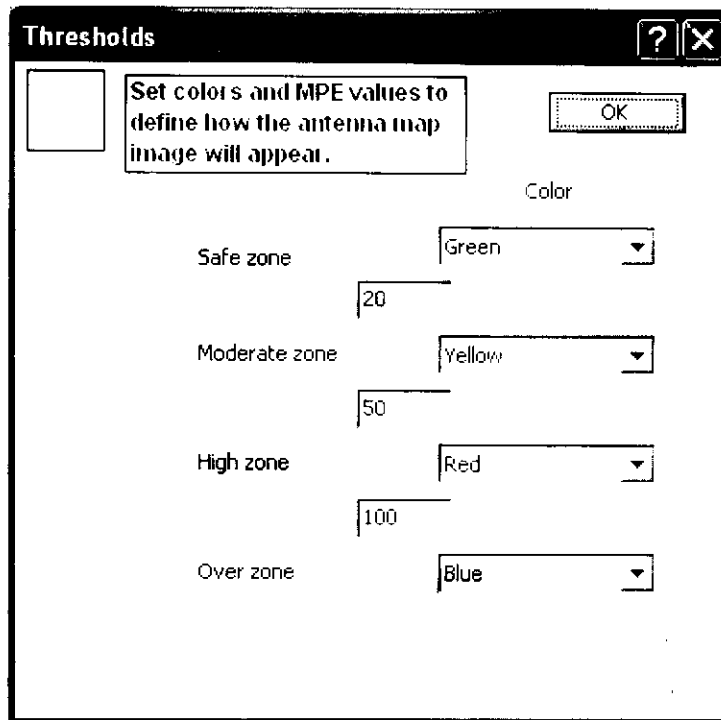 Thresholds
Set colors and MPE values to
define how the antenna map
image will appear.
OK
Color
Safe zone
Green
20
Moderate zone
Yellow
50
High zone
Red
100
Over zone
Blue